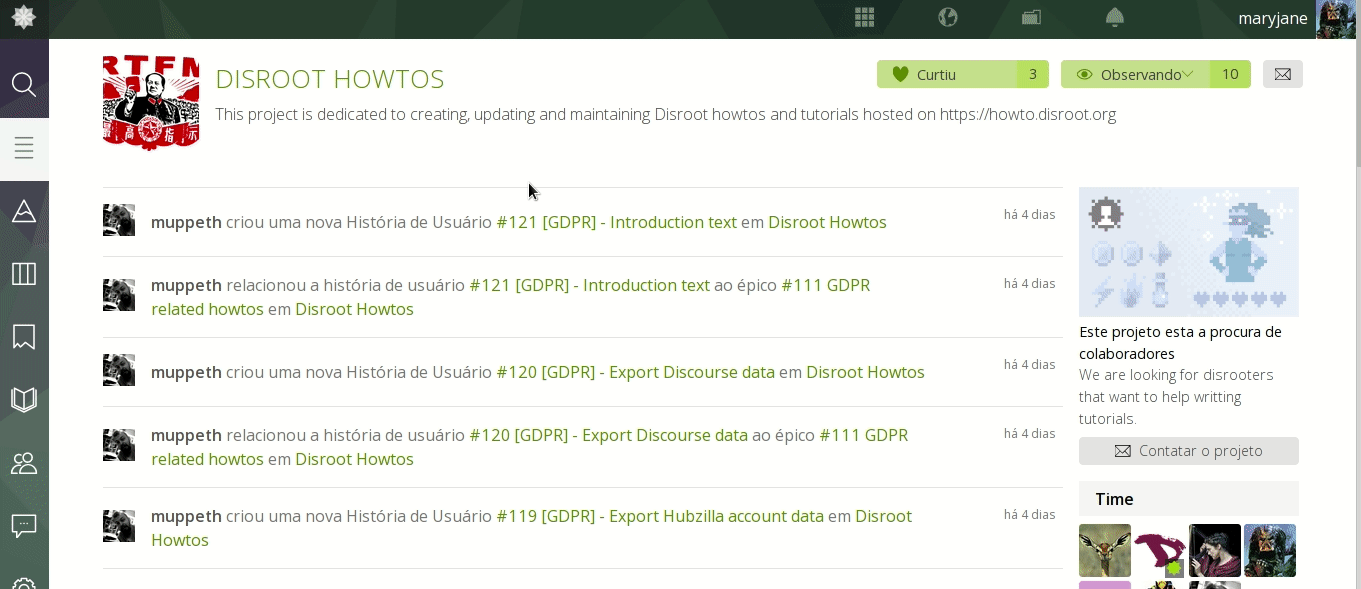 maryjane
RTFM
DISROOT HOWTOS
Curtiu 3
Observando 10
This project is dedicated to creating, updating and maintaining Disroot howtos and tutorials hosted on https://howto.disroot.org
muppeth criou uma nova História de Usuário #121 [GDPR] - Introduction text em Disroot Howtos
há 4 dias
muppeth relacionou a história de usuário #121 [GDPR] - Introduction text ao épico #111 GDPR
related howtos em Disroot Howtos
há 4 dias
muppeth criou uma nova História de Usuário #120 [GDPR] - Export Discourse data em Disroot Howtos
há 4 dias
muppeth relacionou a história de usuário #120 [GDPR] - Export Discourse data ao épico #111 GDPR
related howtos em Disroot Howtos
há 4 dias
muppeth criou uma nova História de Usuário #119 [GDPR] - Export Hubzilla account data em Disroot
Howtos
há 4 dias
Este projeto esta a procura de
colaboradores
We are looking for disrooters
that want to help writting
tutorials.
Contatar o projeto
Time